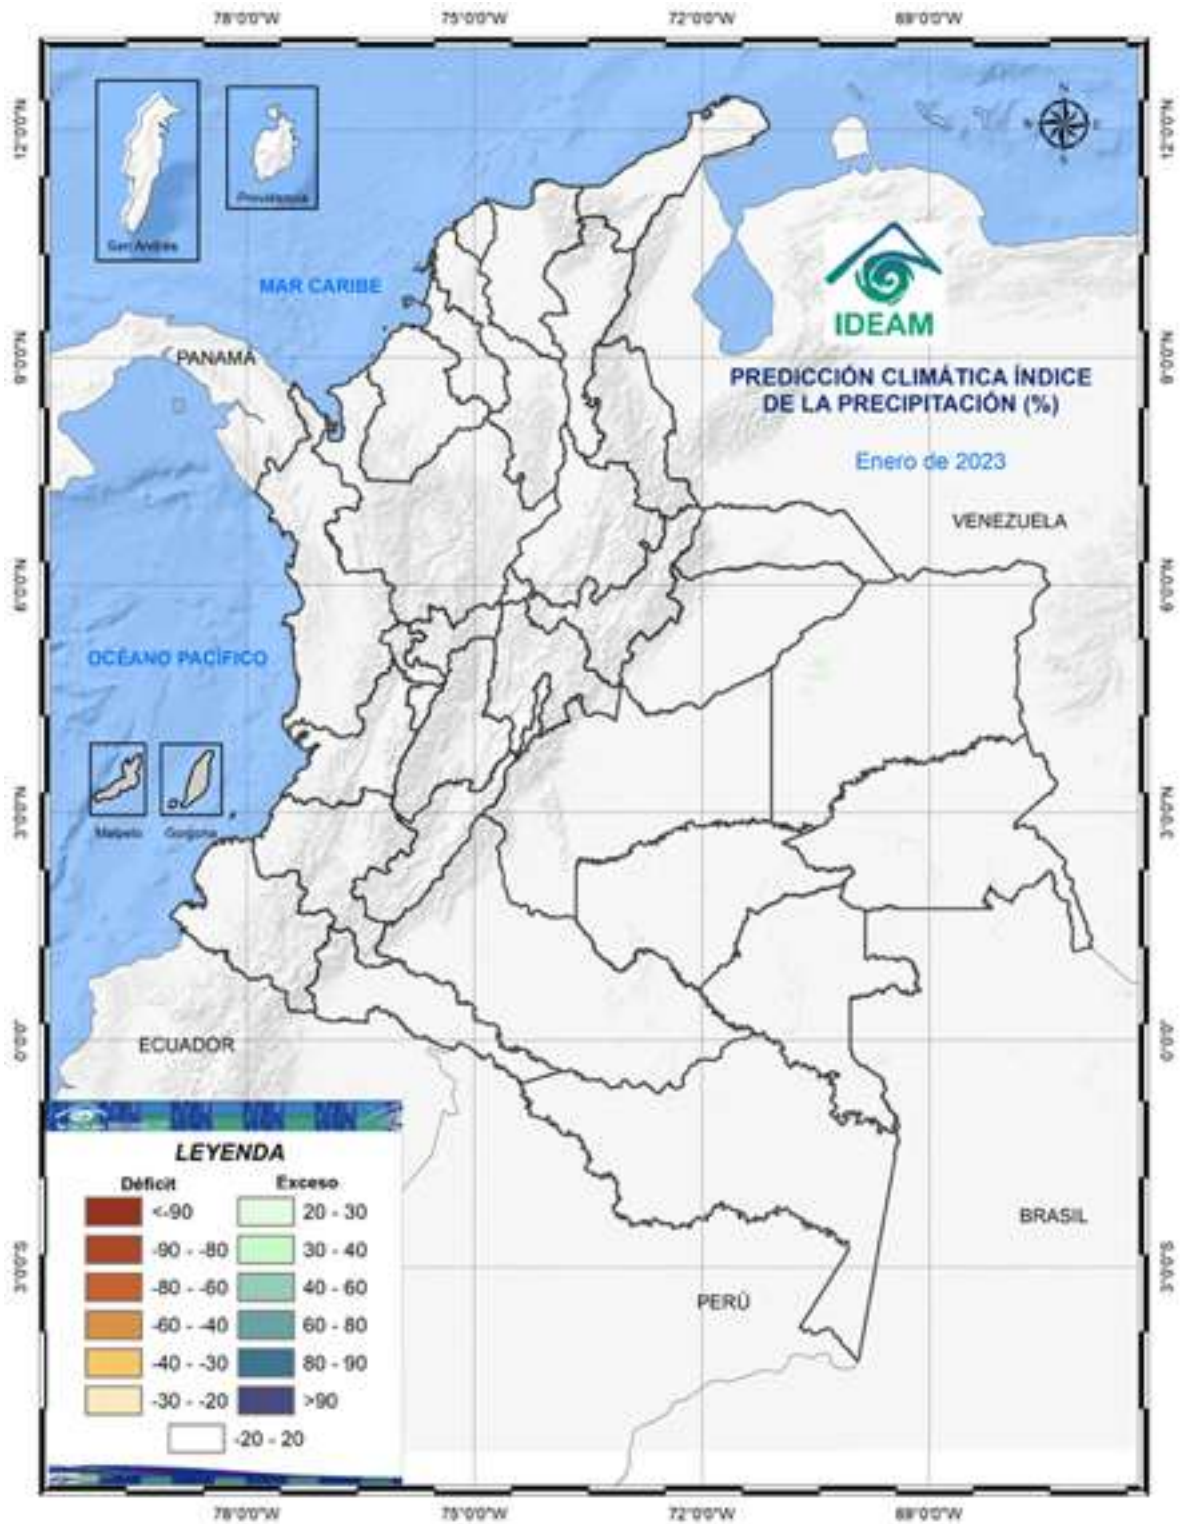 78°0'0"W 75°0'0"W 72°0'0"W 69°0'0"W
12°0'0"N 12°0'0"N
San Andrés
Providencia
MAR CARIBE
IDEAM
9°0'0"N 9°0'0"N
PANAMÁ
PREDICCIÓN CLIMÁTICA ÍNDICE
DE LA PRECIPITACIÓN (%)
Enero de 2023
VENEZUELA
6°0'0"N 6°0'0"N
OCÉANO PACÍFICO
3°0'0"N 3°0'0"N
Malpelo Gorgona
ECUADOR
0°0'0" 0°0'0"
LEYENDA
Déficit Exceso
<-90 20 - 30
-90 - -80 30 - 40
-80 - -60 40 - 60
-60 - -40 60 - 80
-40 - -30 80 - 90
-30 - -20 >90
-20 - 20
BRASIL
3°0'0"S 3°0'0"S
PERÚ
78°0'0"W 75°0'0"W 72°0'0"W 69°0'0"W